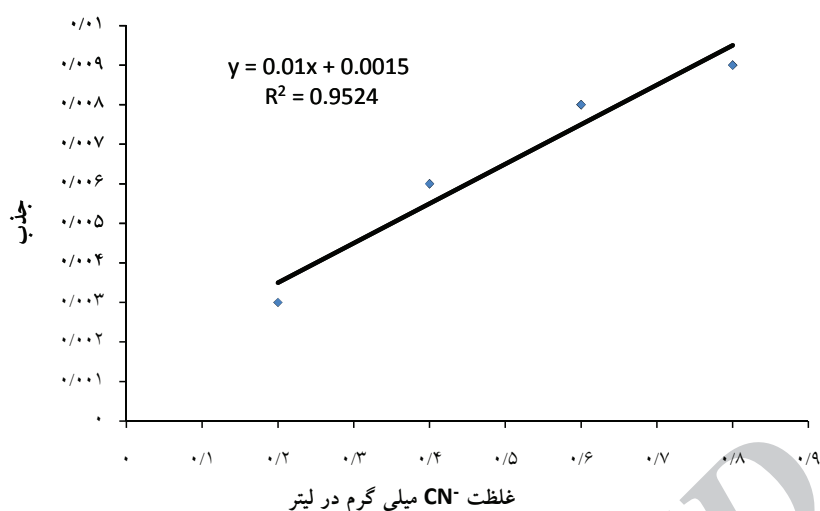 ۰/۰۱
۰/۰۰۹
۰/۰۰۸
۰/۰۰۷
۰/۰۰۶
۰/۰۰۵
۰/۰۰۴
۰/۰۰۳
۰/۰۰۲
۰/۰۰۱
۰
جذب
y = 0.01x + 0.0015
R² = 0.9524
۰ ۰/۱ ۰/۲ ۰/۳ ۰/۴ ۰/۵ ۰/۶ ۰/۷ ۰/۸ ۰/۹
غلظت CN⁻ میلی گرم در لیتر